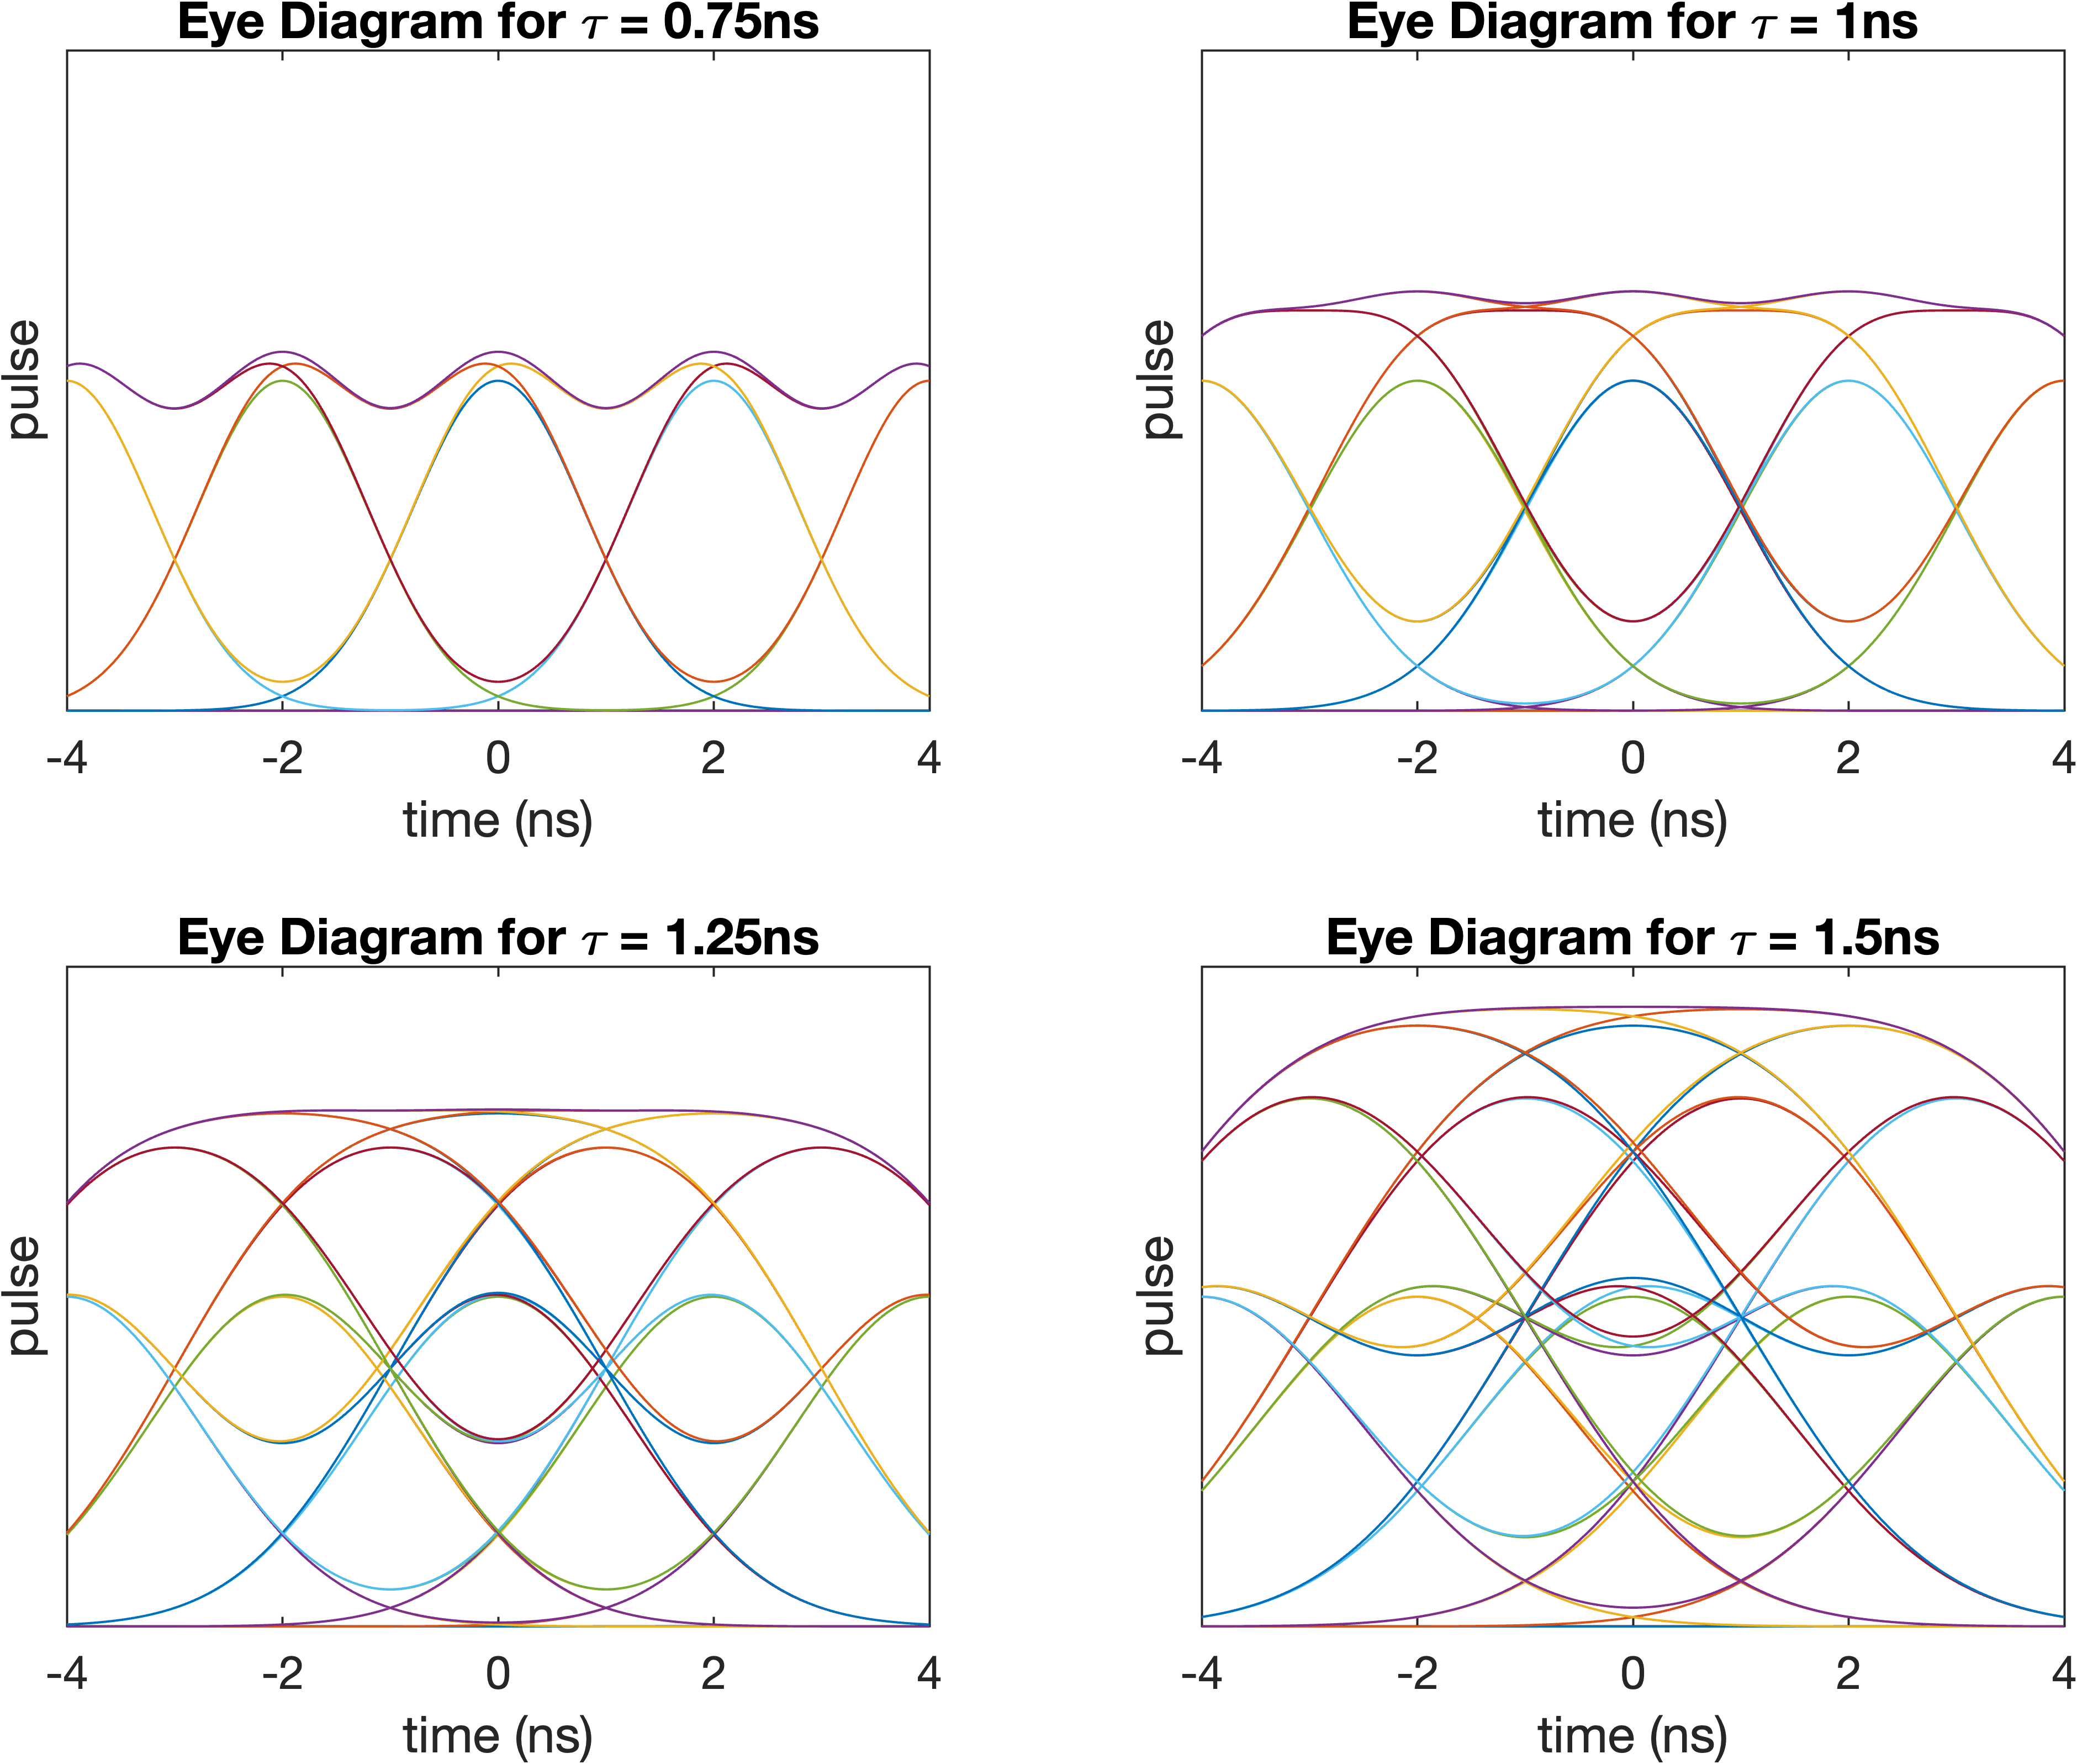 Eye Diagram for τ = 0.75ns
pulse
-4 -2 0 2 4
time (ns)
Eye Diagram for τ = 1ns
pulse
-4 -2 0 2 4
time (ns)
Eye Diagram for τ = 1.25ns
pulse
-4 -2 0 2 4
time (ns)
Eye Diagram for τ = 1.5ns
pulse
-4 -2 0 2 4
time (ns)